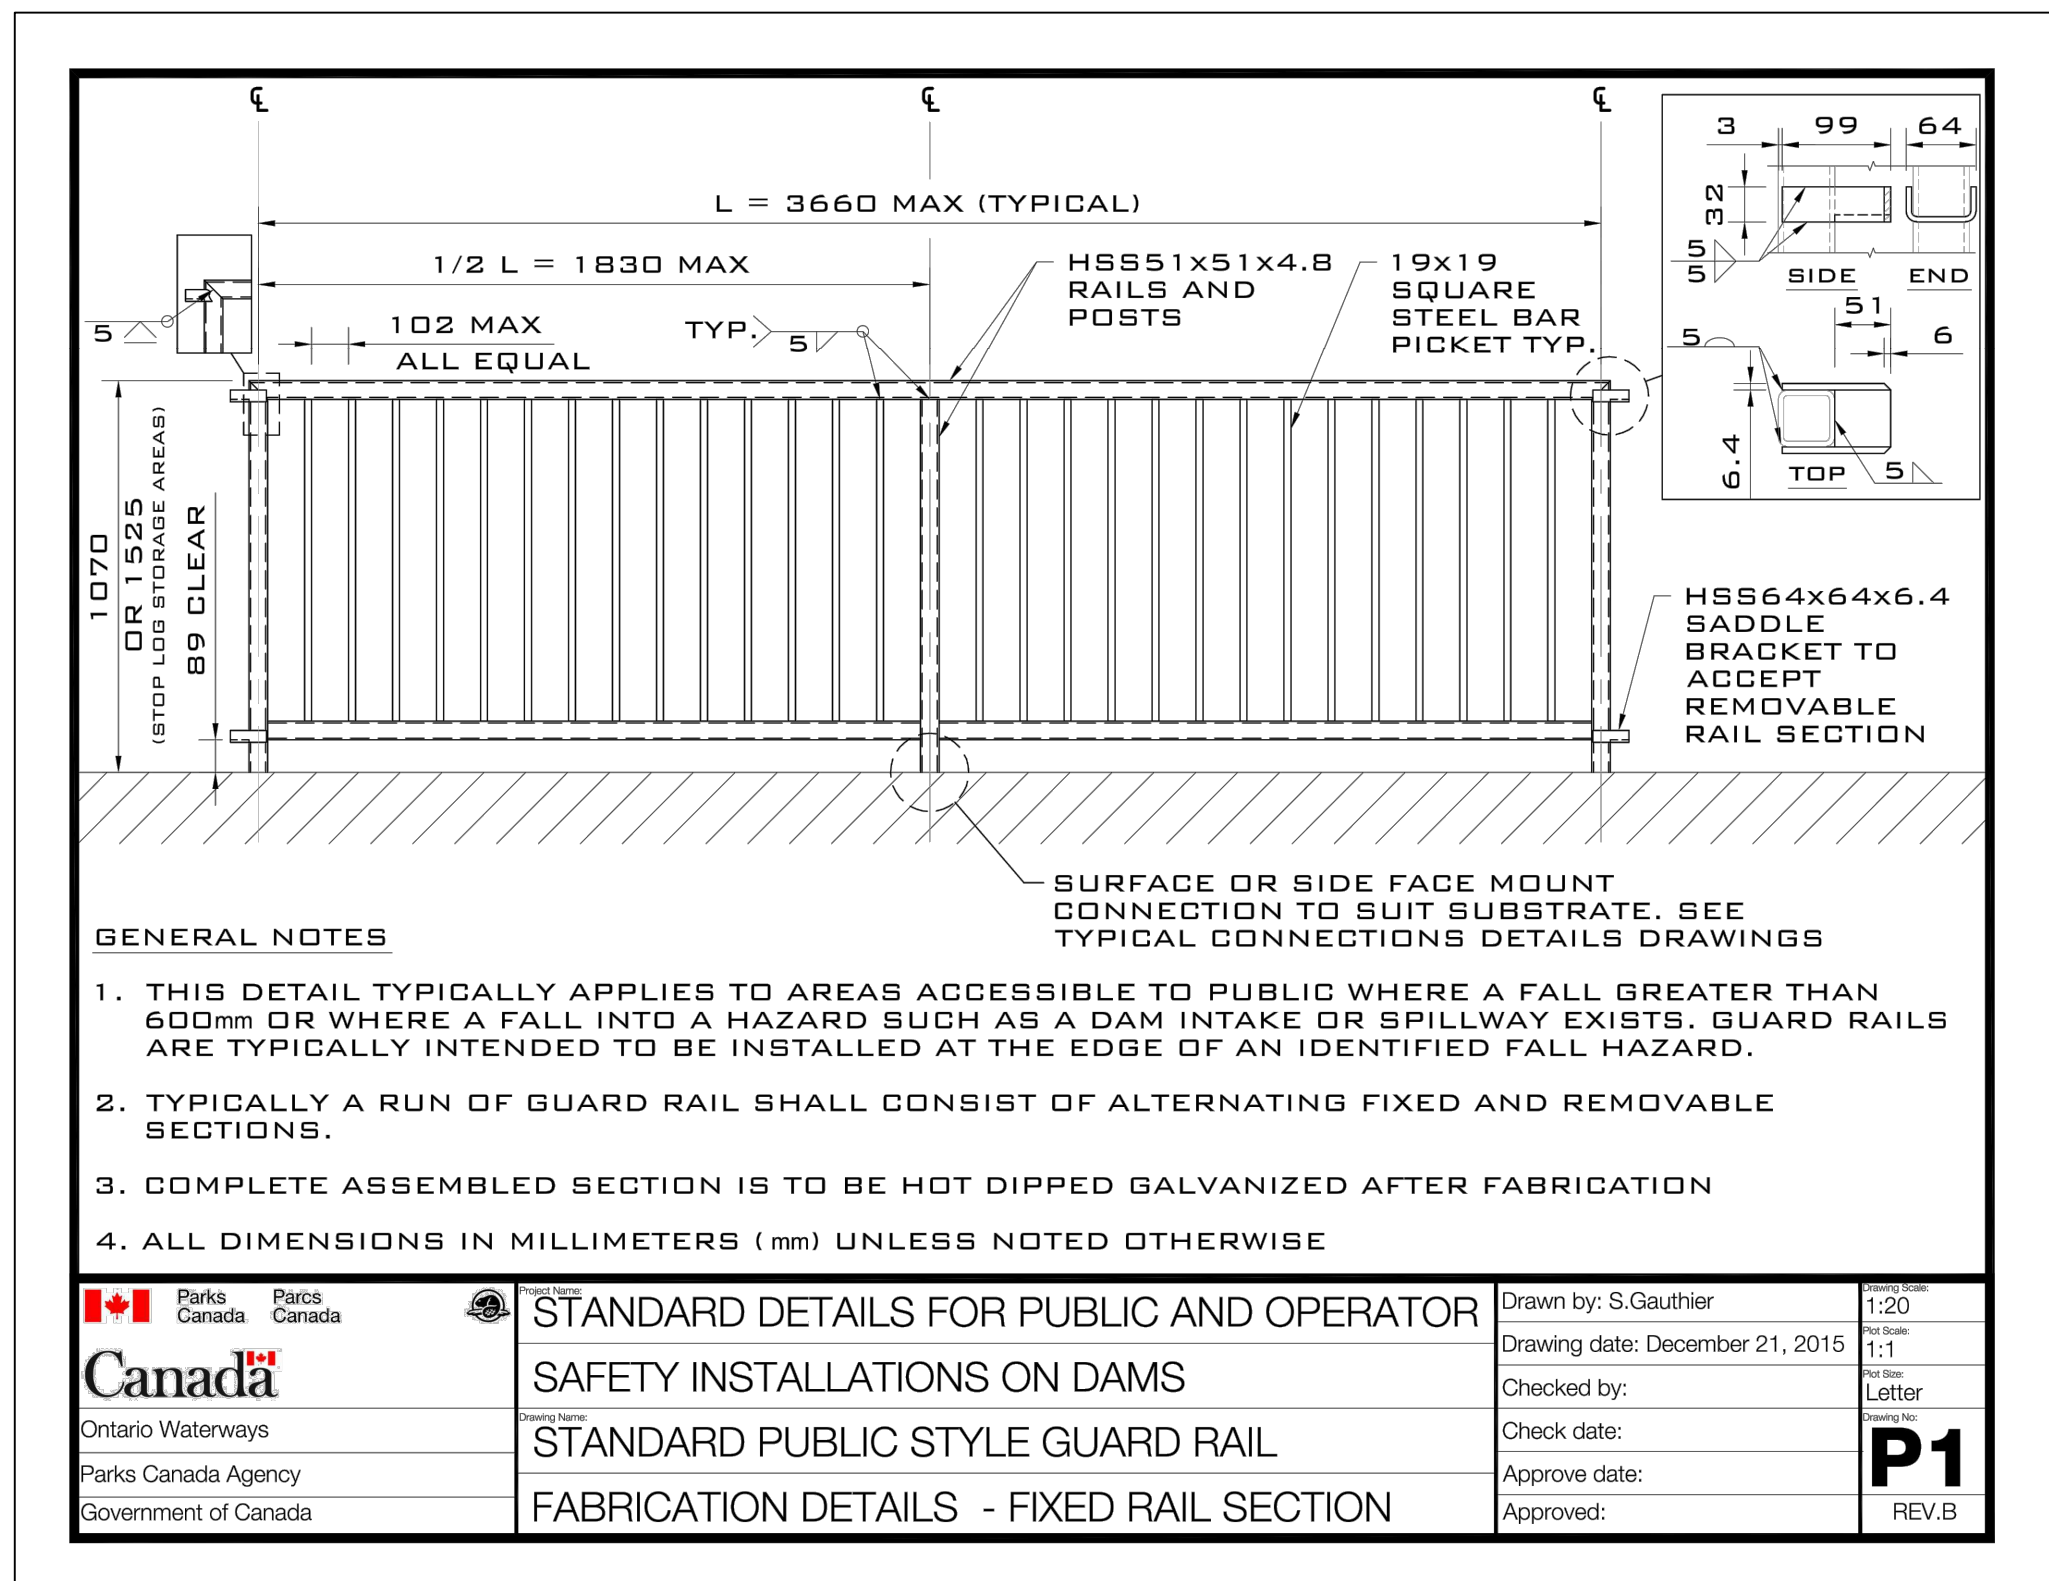 ℄ ℄ ℄
L = 3660 MAX (TYPICAL)
1/2 L = 1830 MAX
102 MAX
ALL EQUAL
TYP.
5
5
HSS51x51x4.8
RAILS AND
POSTS
19x19
SQUARE
STEEL BAR
PICKET TYP.
3 99 64
32
5
5
SIDE END
51
5
6
6.4
TOP
5
1070
OR 1525
(STOP LOG STORAGE AREAS)
89 CLEAR
HSS64x64x6.4
SADDLE
BRACKET TO
ACCEPT
REMOVABLE
RAIL SECTION
SURFACE OR SIDE FACE MOUNT
CONNECTION TO SUIT SUBSTRATE. SEE
TYPICAL CONNECTIONS DETAILS DRAWINGS
GENERAL NOTES
1. THIS DETAIL TYPICALLY APPLIES TO AREAS ACCESSIBLE TO PUBLIC WHERE A FALL GREATER THAN
600mm OR WHERE A FALL INTO A HAZARD SUCH AS A DAM INTAKE OR SPILLWAY EXISTS. GUARD RAILS
ARE TYPICALLY INTENDED TO BE INSTALLED AT THE EDGE OF AN IDENTIFIED FALL HAZARD.
2. TYPICALLY A RUN OF GUARD RAIL SHALL CONSIST OF ALTERNATING FIXED AND REMOVABLE
SECTIONS.
3. COMPLETE ASSEMBLED SECTION IS TO BE HOT DIPPED GALVANIZED AFTER FABRICATION
4. ALL DIMENSIONS IN MILLIMETERS (mm) UNLESS NOTED OTHERWISE
Parks Parcs
Canada Canada
Canada
Ontario Waterways
Parks Canada Agency
Government of Canada
Project Name:
STANDARD DETAILS FOR PUBLIC AND OPERATOR
SAFETY INSTALLATIONS ON DAMS
Drawing Name:
STANDARD PUBLIC STYLE GUARD RAIL
FABRICATION DETAILS - FIXED RAIL SECTION
Drawn by: S.Gauthier
Drawing date: December 21, 2015
Checked by:
Check date:
Approve date:
Approved:
Drawing Scale:
1:20
Plot Scale:
1:1
Plot Size:
Letter
Drawing No:
P1
REV.B